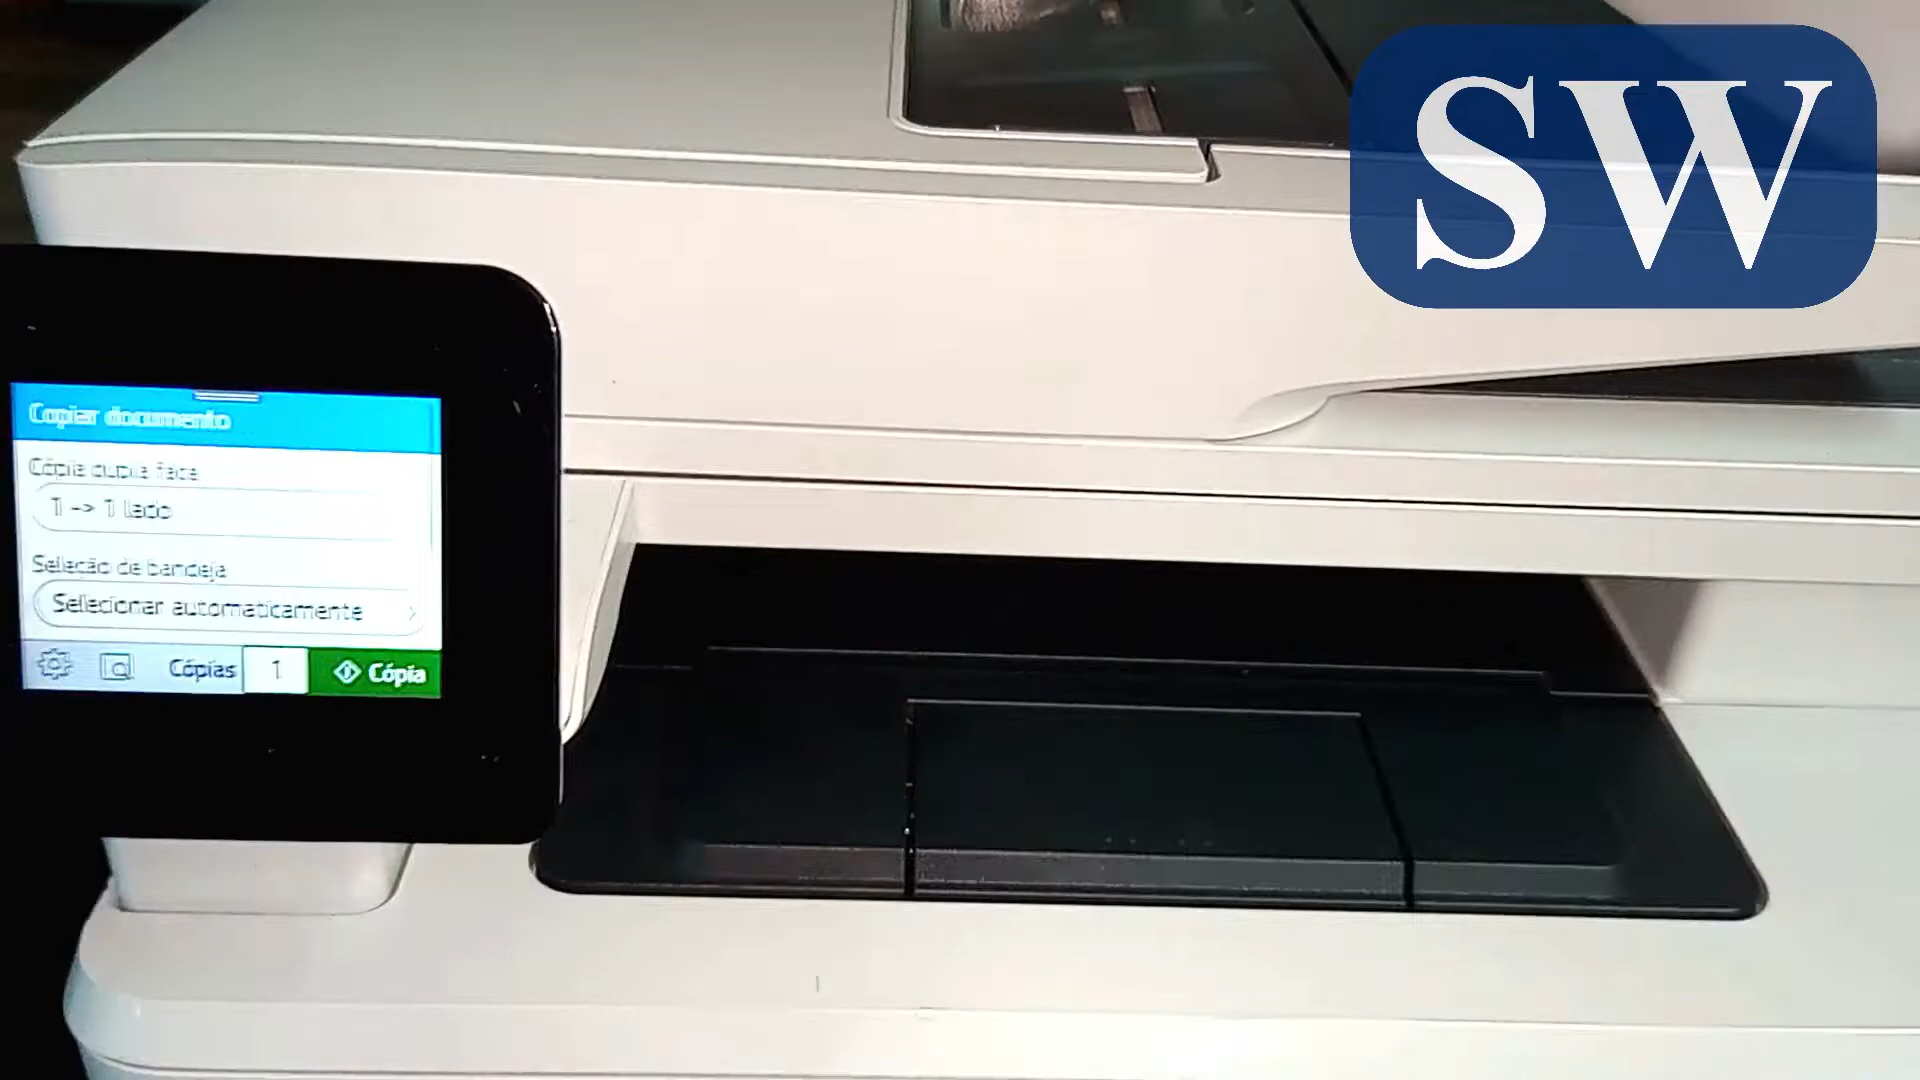 SW
Copiar documento
Cópia dupla face
1 -> 1 lado
Seleção de bandeja
Selecionar automaticamente
Cópias 1 Cópia